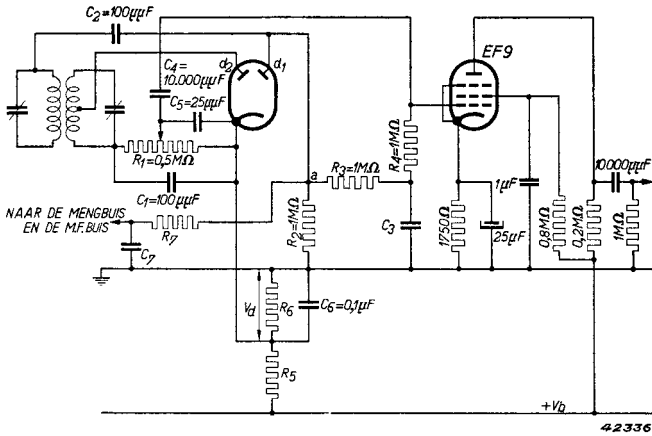 C2=100μμF
d2
d1
EF9
C4=
10.000μμF
C5=25μμF
R1=0,5MΩ
R4=1MΩ
C1=100μμF
a
R3=1MΩ
1μF
10.000μμF
NAAR DE MENGBUIS
EN DE M.F. BUIS
R7
R2=1MΩ
C3
1750Ω
25μF
0,8MΩ
0,2MΩ
1MΩ
C7
Vd
R6
C6=0,1μF
R5
+Vb
42336